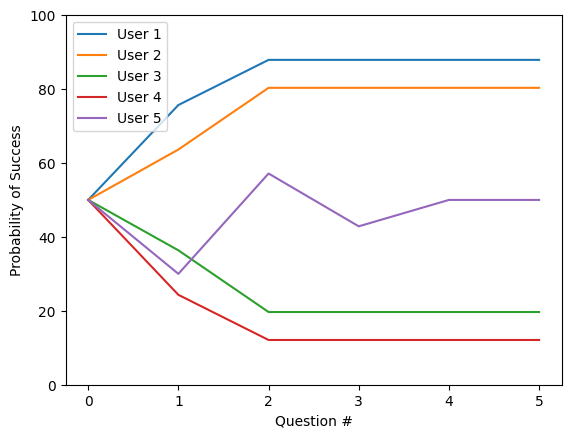 100
80
60
40
20
0
Probability of Success
User 1
User 2
User 3
User 4
User 5
0 1 2 3 4 5
Question #